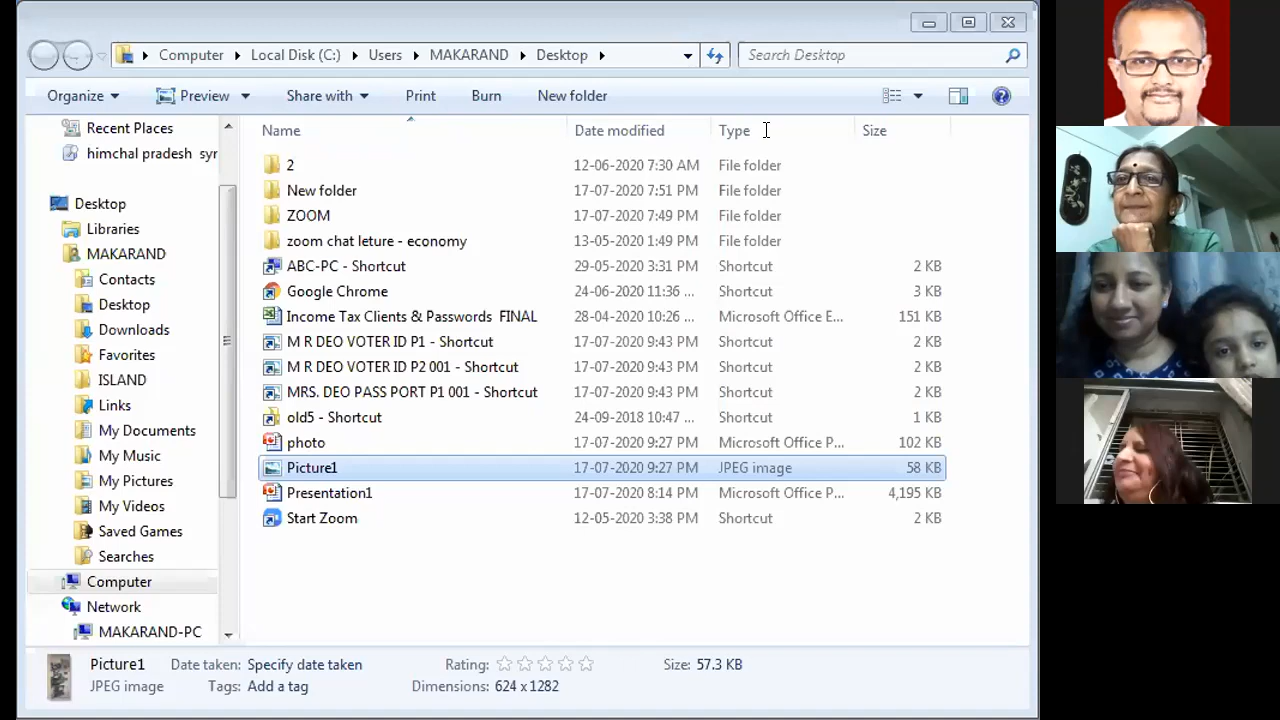 Computer Local Disk (C:) Users MAKARAND Desktop
Search Desktop
Organize Preview Share with Print Burn New folder
Recent Places
himchal pradesh syr
Desktop
Libraries
MAKARAND
Contacts
Desktop
Downloads
Favorites
ISLAND
Links
My Documents
My Music
My Pictures
My Videos
Saved Games
Searches
Computer
Network
MAKARAND-PC
Name Date modified Type Size
2 12-06-2020 7:30 AM File folder
New folder 17-07-2020 7:51 PM File folder
ZOOM 17-07-2020 7:49 PM File folder
zoom chat leture - economy 13-05-2020 1:49 PM File folder
ABC-PC - Shortcut 29-05-2020 3:31 PM Shortcut 2 KB
Google Chrome 24-06-2020 11:36 ... Shortcut 3 KB
Income Tax Clients & Passwords FINAL 28-04-2020 10:26 ... Microsoft Office E... 151 KB
M R DEO VOTER ID P1 - Shortcut 17-07-2020 9:43 PM Shortcut 2 KB
M R DEO VOTER ID P2 001 - Shortcut 17-07-2020 9:43 PM Shortcut 2 KB
MRS. DEO PASS PORT P1 001 - Shortcut 17-07-2020 9:43 PM Shortcut 2 KB
old5 - Shortcut 24-09-2018 10:47 ... Shortcut 1 KB
photo 17-07-2020 9:27 PM Microsoft Office P... 102 KB
Picture1 17-07-2020 9:27 PM JPEG image 58 KB
Presentation1 17-07-2020 8:14 PM Microsoft Office P... 4,195 KB
Start Zoom 12-05-2020 3:38 PM Shortcut 2 KB
Picture1 Date taken: Specify date taken Rating: Size: 57.3 KB
JPEG image Tags: Add a tag Dimensions: 624 x 1282